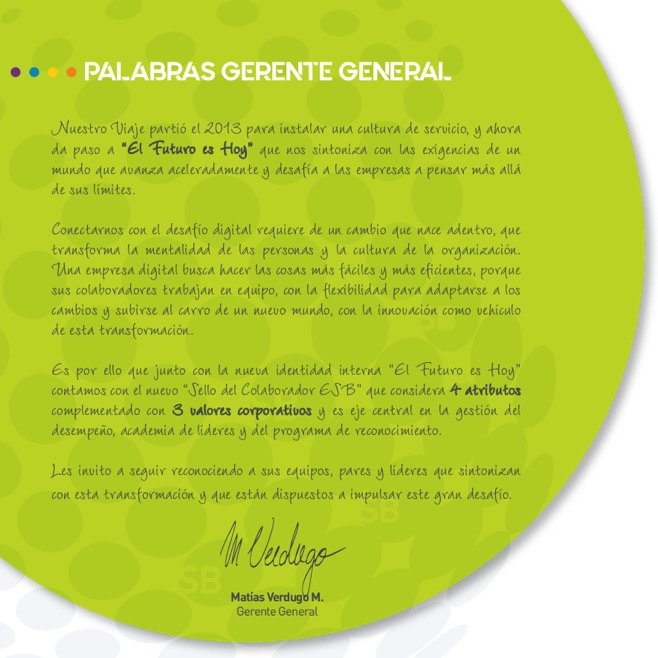 PALABRAS GERENTE GENERAL
Nuestro Viaje partió el 2013 para instalar una cultura de servicio, y ahora
da paso a “El Futuro es Hoy” que nos sintoniza con las exigencias de un
mundo que avanza aceleradamente y desafía a las empresas a pensar más allá
de sus límites.
Conectarnos con el desafío digital requiere de un cambio que nace adentro, que
transforma la mentalidad de las personas y la cultura de la organización.
Una empresa digital busca hacer las cosas más fáciles y más eficientes, porque
sus colaboradores trabajan en equipo, con la flexibilidad para adaptarse a los
cambios y subirse al carro de un nuevo mundo, con la innovación como vehículo
de esta transformación.
Es por ello que junto con la nueva identidad interna “El Futuro es Hoy”
contamos con el nuevo “Sello del Colaborador ESB” que considera 4 atributos
complementado con 3 valores corporativos y es eje central en la gestión del
desempeño, academia de líderes y del programa de reconocimiento.
Les invito a seguir reconociendo a sus equipos, pares y líderes que sintonizan
con esta transformación y que están dispuestos a impulsar este gran desafío.
M Verdugo
Matías Verdugo M.
Gerente General
SB
SB
SB